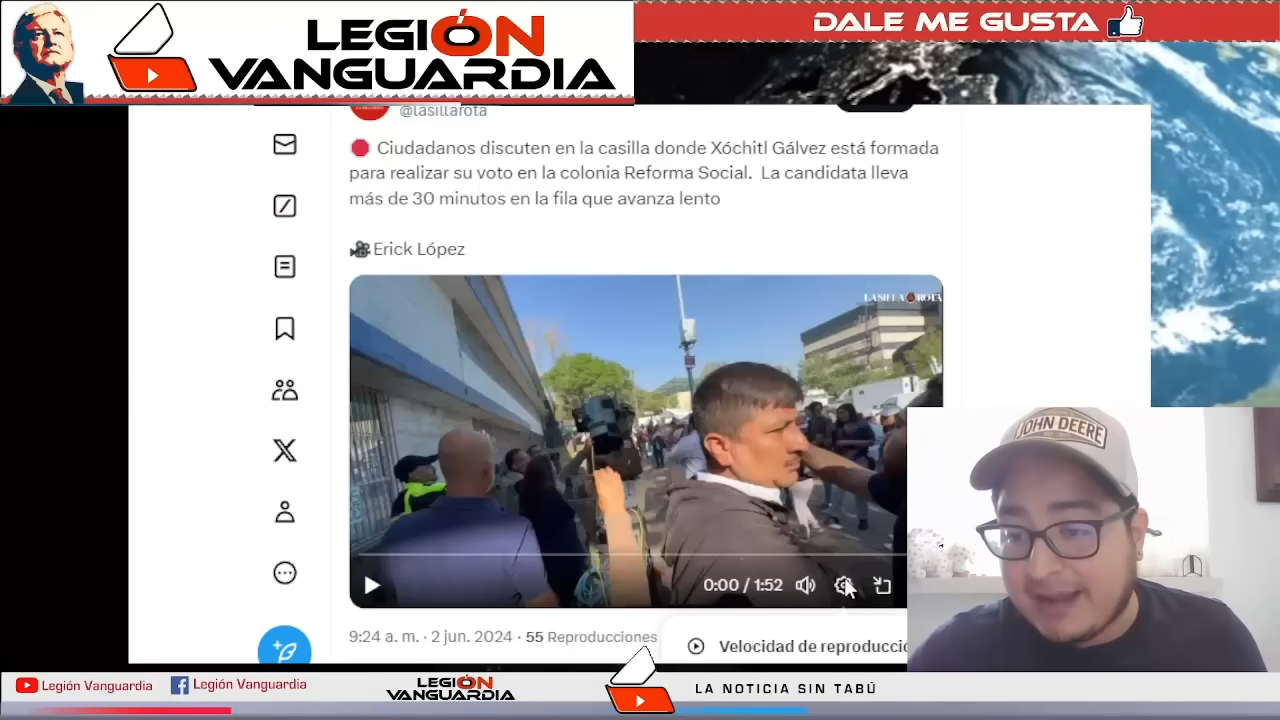 LEGIÓN
VANGUARDIA
DALE ME GUSTA
@lasillarota
Ciudadanos discuten en la casilla donde Xóchitl Gálvez está formada
para realizar su voto en la colonia Reforma Social. La candidata lleva
más de 30 minutos en la fila que avanza lento
Erick López
LA SILLA ROTA
0:00 / 1:52
9:24 a. m. · 2 jun. 2024 · 55 Reproducciones
Velocidad de reproducció
JOHN DEERE
Legión Vanguardia
Legión Vanguardia
LEGIÓN
VANGUARDIA
LA NOTICIA SIN TABÚ